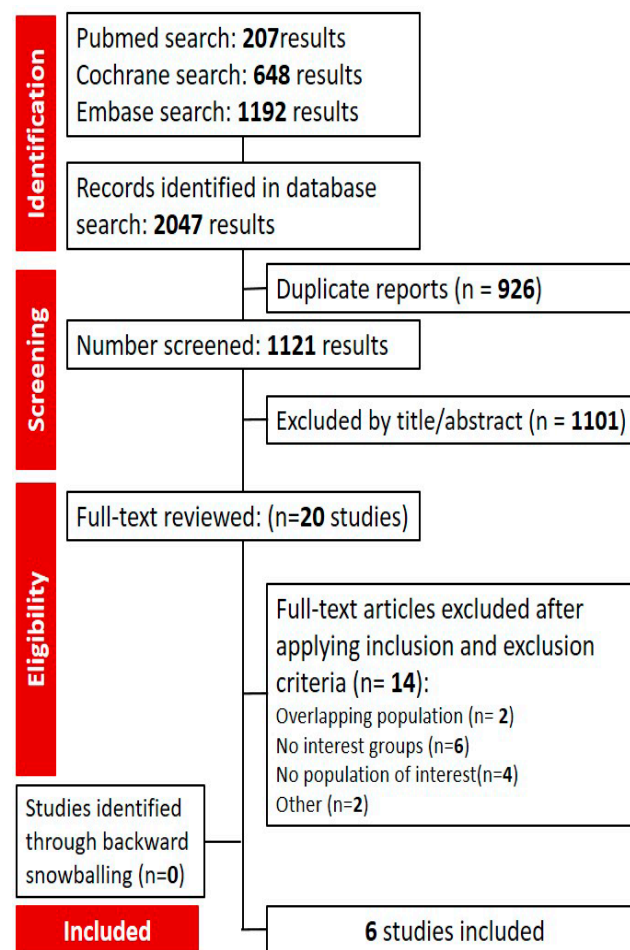 Identification
Pubmed search: 207results
Cochrane search: 648 results
Embase search: 1192 results
Records identified in database
search: 2047 results
Screening
Duplicate reports (n = 926)
Number screened: 1121 results
Excluded by title/abstract (n = 1101)
Eligibility
Full-text reviewed: (n=20 studies)
Full-text articles excluded after
applying inclusion and exclusion
criteria (n= 14):
Overlapping population (n= 2)
No interest groups (n=6)
No population of interest(n=4)
Other (n=2)
Studies identified
through backward
snowballing (n=0)
Included
6 studies included